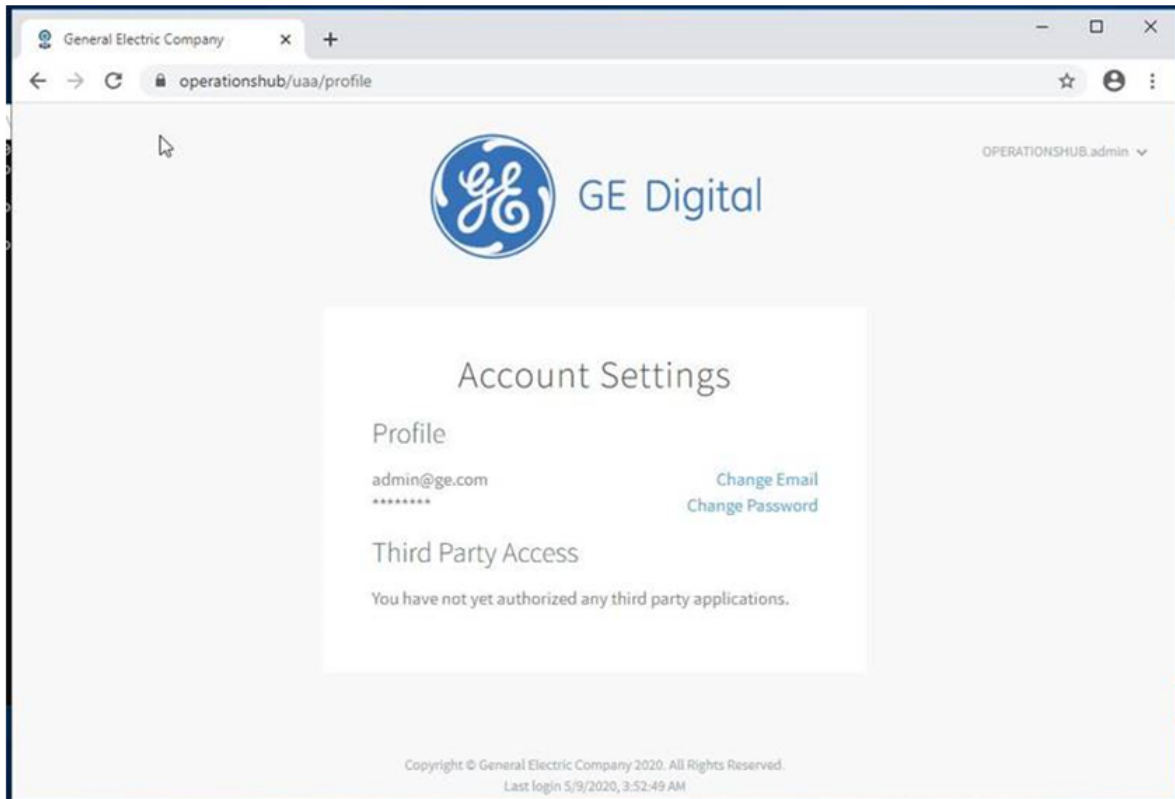 General Electric Company
operationshub/uaa/profile
OPERATIONSHUB.admin
GE Digital
Account Settings
Profile
admin@ge.com Change Email
******** Change Password
Third Party Access
You have not yet authorized any third party applications.
Copyright © General Electric Company 2020. All Rights Reserved.
Last login 5/9/2020, 3:52:49 AM